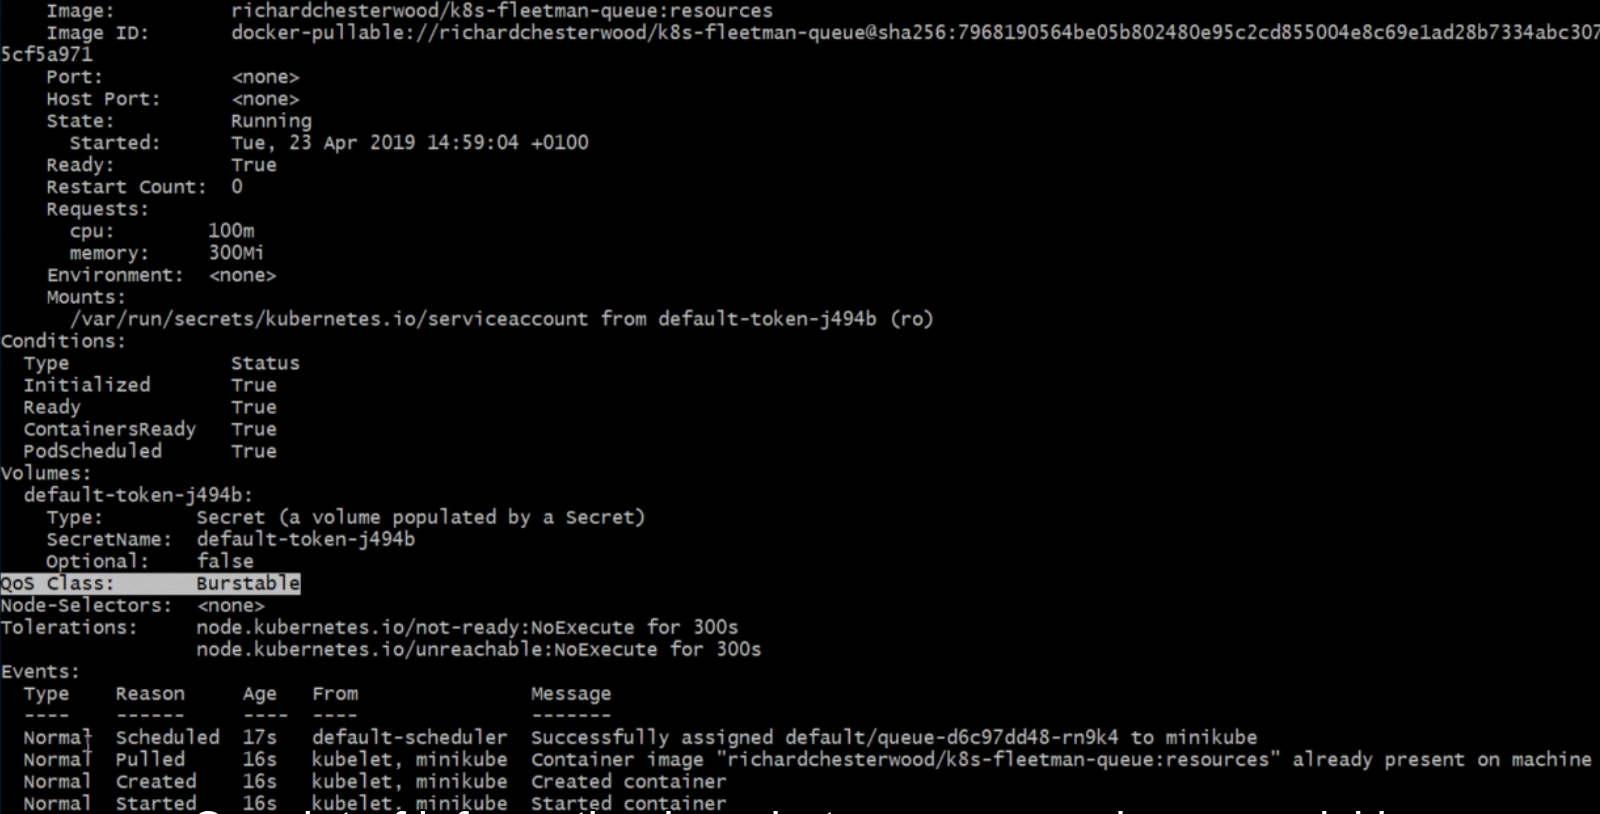 Image: richardchesterwood/k8s-fleetman-queue:resources
Image ID: docker-pullable://richardchesterwood/k8s-fleetman-queue@sha256:7968190564be05b802480e95c2cd855004e8c69e1ad28b7334abc307
5cf5a971
Port: <none>
Host Port: <none>
State: Running
Started: Tue, 23 Apr 2019 14:59:04 +0100
Ready: True
Restart Count: 0
Requests:
cpu: 100m
memory: 300Mi
Environment: <none>
Mounts:
/var/run/secrets/kubernetes.io/serviceaccount from default-token-j494b (ro)
Conditions:
Type Status
Initialized True
Ready True
ContainersReady True
PodScheduled True
Volumes:
default-token-j494b:
Type: Secret (a volume populated by a Secret)
SecretName: default-token-j494b
Optional: false
QoS Class: Burstable
Node-Selectors: <none>
Tolerations: node.kubernetes.io/not-ready:NoExecute for 300s
node.kubernetes.io/unreachable:NoExecute for 300s
Events:
Type Reason Age From Message
---- ------ ---- ---- -------
Normal Scheduled 17s default-scheduler Successfully assigned default/queue-d6c97dd48-rn9k4 to minikube
Normal Pulled 16s kubelet, minikube Container image "richardchesterwood/k8s-fleetman-queue:resources" already present on machine
Normal Created 16s kubelet, minikube Created container
Normal Started 16s kubelet, minikube Started container